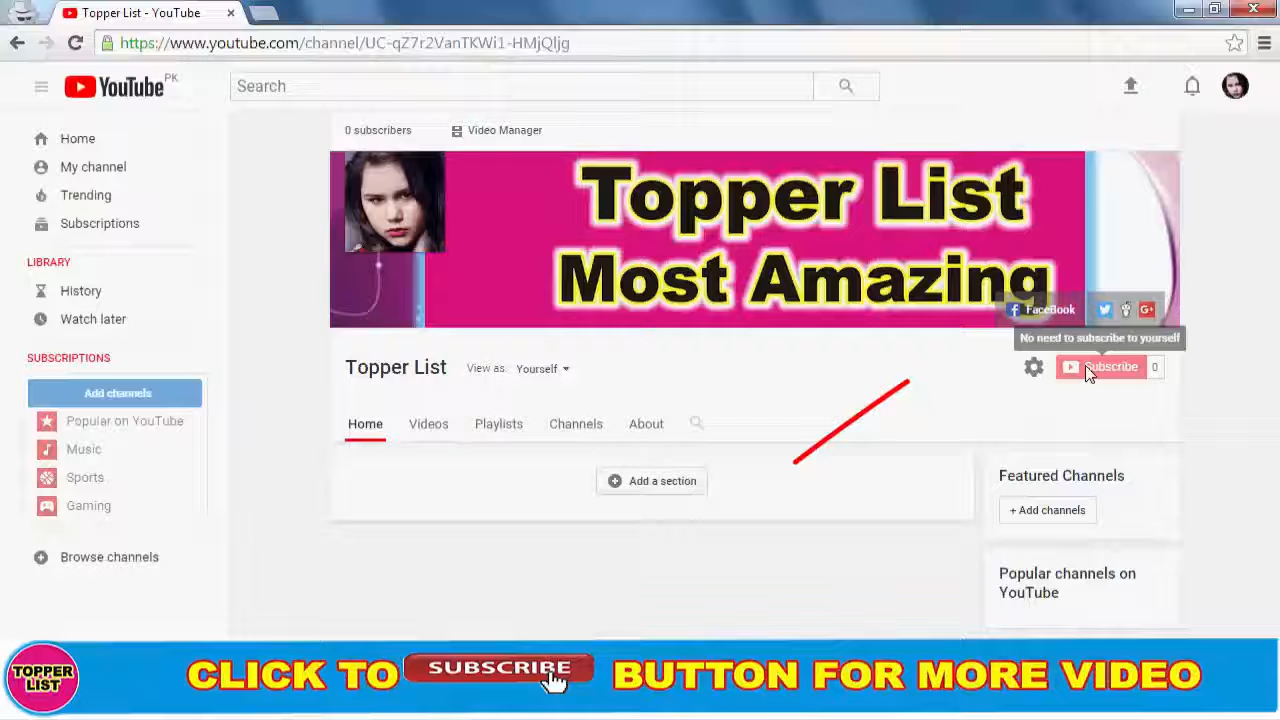 Topper List - YouTube
https://www.youtube.com/channel/UC-qZ7r2VanTKWi1-HMjQljg
YouTube PK
Search
Home
My channel
Trending
Subscriptions
LIBRARY
History
Watch later
SUBSCRIPTIONS
Add channels
Popular on YouTube
Music
Sports
Gaming
Browse channels
0 subscribers Video Manager
Topper List
Most Amazing
FaceBook
No need to subscribe to yourself
Topper List View as: Yourself
Subscribe 0
Home Videos Playlists Channels About
Add a section
Featured Channels
+ Add channels
Popular channels on
YouTube
TOPPER
LIST
CLICK TO SUBSCRIBE BUTTON FOR MORE VIDEO